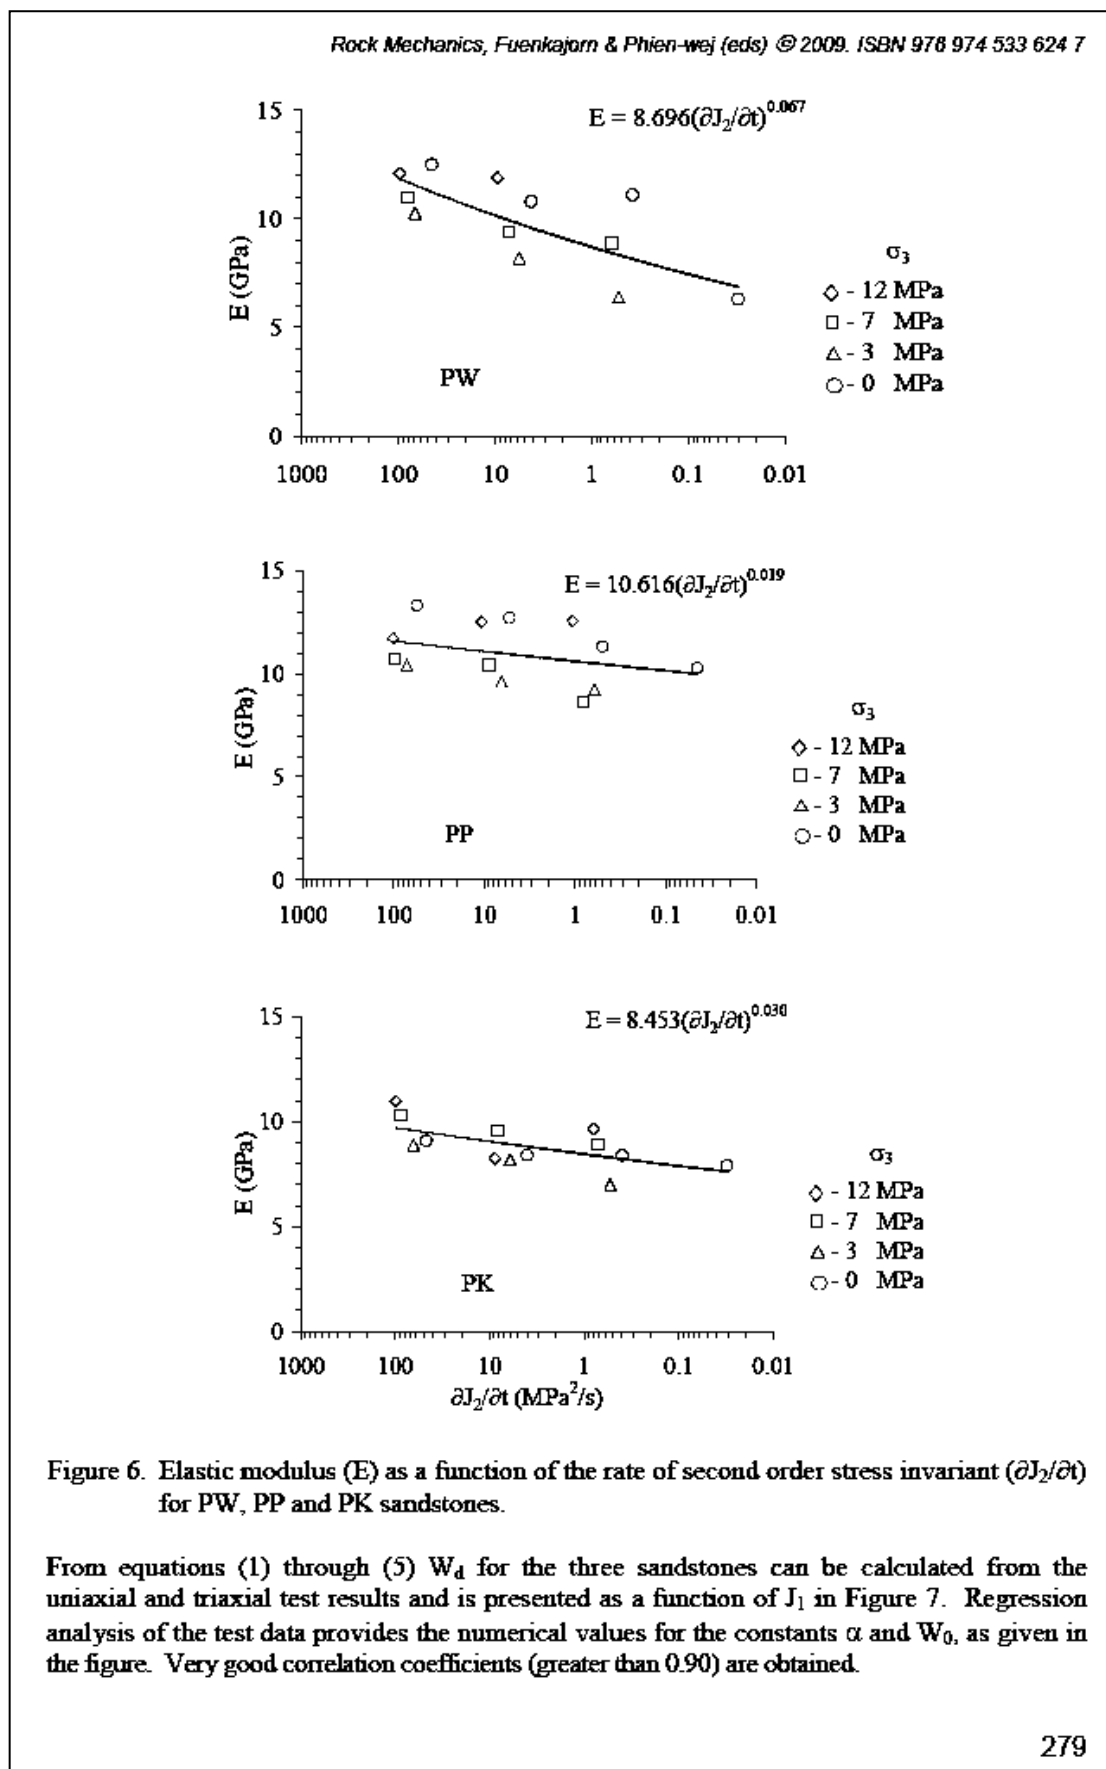 Rock Mechanics, Fuenkajorn & Phien-wej (eds) © 2009. ISBN 978 974 533 624 7
15
E = 8.696(∂J₂/∂t)^0.067
10
E (GPa)
5
PW
0
1000 100 10 1 0.1 0.01
σ₃
◇ - 12 MPa
□ - 7 MPa
△ - 3 MPa
○ - 0 MPa
15
E = 10.616(∂J₂/∂t)^0.019
10
E (GPa)
5
PP
0
1000 100 10 1 0.1 0.01
σ₃
◇ - 12 MPa
□ - 7 MPa
△ - 3 MPa
○ - 0 MPa
15
E = 8.453(∂J₂/∂t)^0.030
10
E (GPa)
5
PK
0
1000 100 10 1 0.1 0.01
∂J₂/∂t (MPa²/s)
σ₃
◇ - 12 MPa
□ - 7 MPa
△ - 3 MPa
○ - 0 MPa
Figure 6. Elastic modulus (E) as a function of the rate of second order stress invariant (∂J₂/∂t)
for PW, PP and PK sandstones.
From equations (1) through (5) W_d for the three sandstones can be calculated from the
uniaxial and triaxial test results and is presented as a function of J₁ in Figure 7. Regression
analysis of the test data provides the numerical values for the constants α and W₀, as given in
the figure. Very good correlation coefficients (greater than 0.90) are obtained.
279